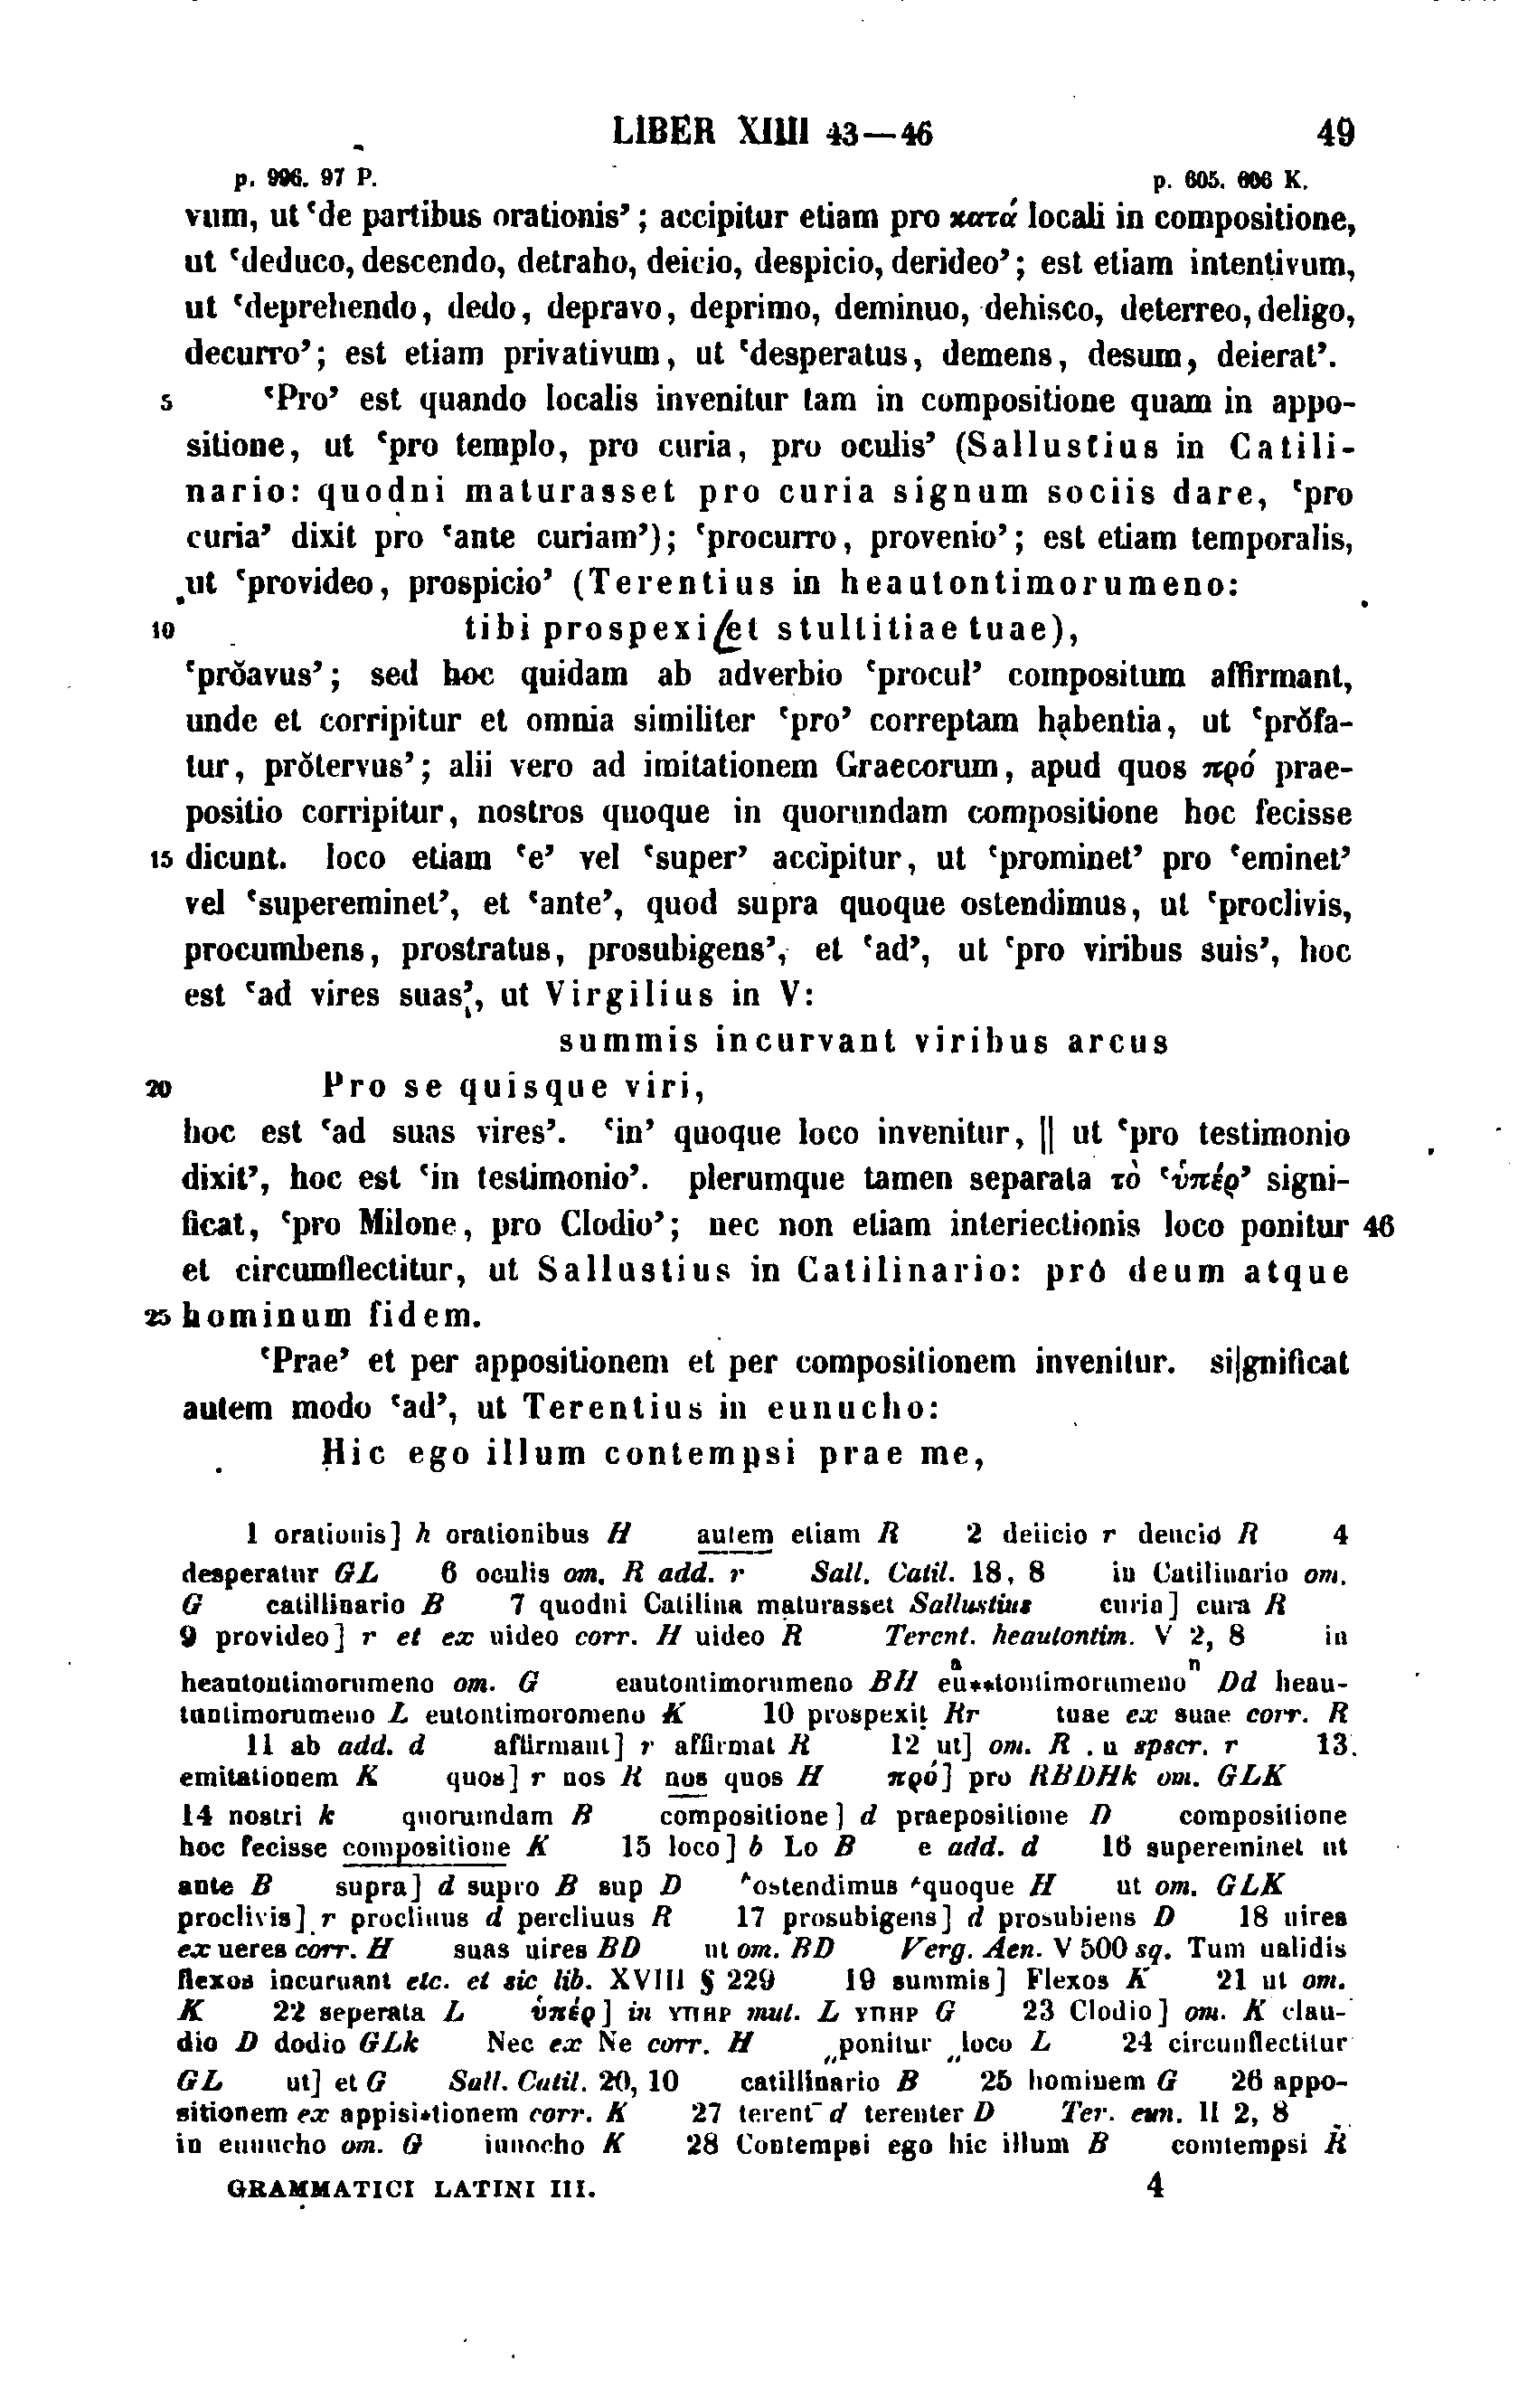 LIBER XIIII 43—46 49
p. 996. 97 P. p. 605. 606 K.
vum, ut ‘de partibus orationis’; accipitur etiam pro κατά locali in compositione,
ut ‘deduco, descendo, detraho, deicio, despicio, derideo’; est etiam intentivum,
ut ‘deprehendo, dedo, depravo, deprimo, deminuo, dehisco, deterreo, deligo,
decurro’; est etiam privativum, ut ‘desperatus, demens, desum, deierat’.
5 ‘Pro’ est quando localis invenitur tam in compositione quam in appo-
sitione, ut ‘pro templo, pro curia, pro oculis’ (Sallustius in Catili-
nario: quodni maturasset pro curia signum sociis dare, ‘pro
curia’ dixit pro ‘ante curiam’); ‘procurro, provenio’; est etiam temporalis,
ut ‘provideo, prospicio’ (Terentius in heautontimorumeno:
10 tibi prospexi et stultitiae tuae),
‘prŏavus’; sed hoc quidam ab adverbio ‘procul’ compositum affirmant,
unde et corripitur et omnia similiter ‘pro’ correptam habentia, ut ‘prŏfa-
tur, prŏtervus’; alii vero ad imitationem Graecorum, apud quos πρό prae-
positio corripitur, nostros quoque in quorundam compositione hoc fecisse
15 dicunt. loco etiam ‘e’ vel ‘super’ accipitur, ut ‘prominet’ pro ‘eminet’
vel ‘supereminet’, et ‘ante’, quod supra quoque ostendimus, ut ‘proclivis,
procumbens, prostratus, prosubigens’, et ‘ad’, ut ‘pro viribus suis’, hoc
est ‘ad vires suas’, ut Virgilius in V:
summis incurvant viribus arcus
20 Pro se quisque viri,
hoc est ‘ad suas vires’. ‘in’ quoque loco invenitur, || ut ‘pro testimonio
dixit’, hoc est ‘in testimonio’. plerumque tamen separata τὸ ‘ὑπέρ’ signi-
ficat, ‘pro Milone, pro Clodio’; nec non etiam interiectionis loco ponitur 46
et circumflectitur, ut Sallustius in Catilinario: prô deum atque
25 hominum fidem.
‘Prae’ et per appositionem et per compositionem invenitur. si|gnificat
autem modo ‘ad’, ut Terentius in eunucho:
Hic ego illum contempsi prae me,
1 orationis] h orationibus H autem etiam R 2 deiicio r deucio R 4
desperatur GL 6 oculis om. R add. r Sall. Catil. 18, 8 in Catilinario om.
G catillinario B 7 quodni Catilina maturasset Sallustius curia] cura R
9 provideo] r et ex uideo corr. H uideo R Terent. heautontim. V 2, 8 in
heautontimorumeno om. G eautontimorumeno BH eu**tontimorumeno Dd heau-
tuntimorumeno L eutontimoromeno K 10 prospexit Rr tuae ex suae corr. R
11 ab add. d affirmant] r affirmat R 12 ut] om. R . u spscr. r 13
emitationem K quos] r nos R nos quos H πρό] pro RBDHk om. GLK
14 nostri k quorumdam B compositione] d praepositione D compositione
hoc fecisse compositione K 15 loco] b Lo B e add. d 16 supereminet ut
ante B supra] d supro B sup D ostendimus quoque H ut om. GLK
proclivis] r procliuus d percliuus R 17 prosubigens] d prosubiens D 18 uires
ex ueres corr. H suas uires BD ut om. BD Verg. Aen. V 500 sq. Tum ualidis
flexos incuruant etc. et sic lib. XVIII § 229 19 summis] Flexos K 21 ut om.
K 22 seperata L ὑπέρ] in ΥΠΗΡ mut. L ΥΠΗΡ G 23 Clodio] om. K clau-
dio D dodio GLk Nec ex Ne corr. H „ponitur „loco L 24 circunflectitur
GL ut] et G Sall. Catil. 20, 10 catillinario B 25 hominem G 26 appo-
sitionem ex appisi*tionem corr. K 27 terent̄ d terenter D Ter. eun. II 2, 8
in eunucho om. G iunocho K 28 Contempsi ego hic illum B comtempsi R
GRAMMATICI LATINI III. 4